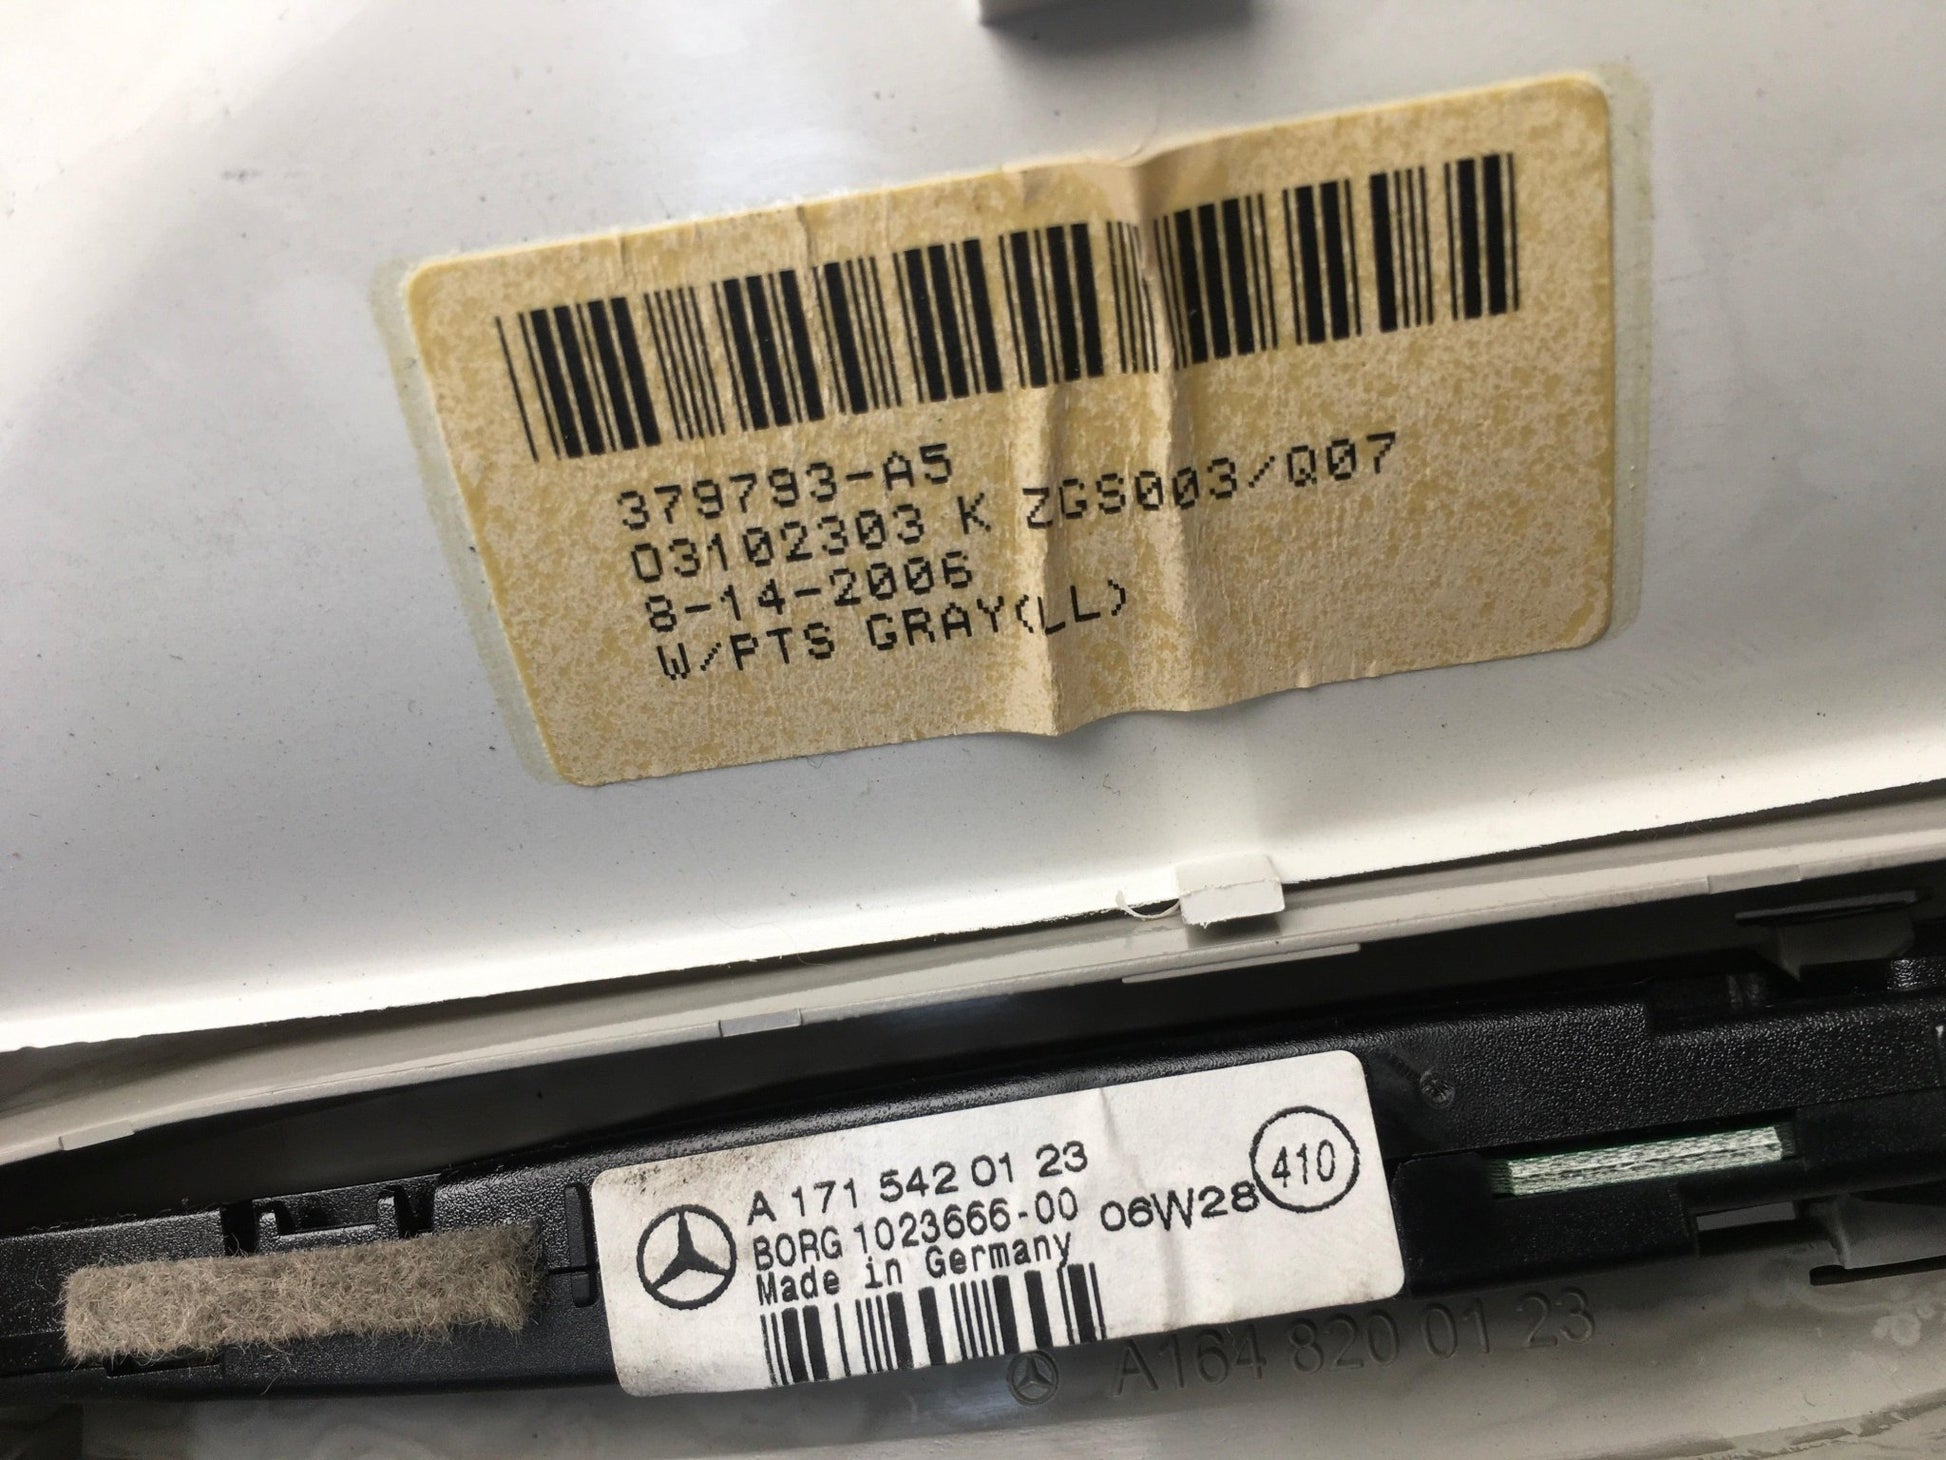 379793-A5
03102303 K ZGS003/Q07
8-14-2006
W/PTS GRAY(LL)
A 171 542 01 23
BORG 1023666-00 06W28 410
Made in Germany
A164 820 01 23